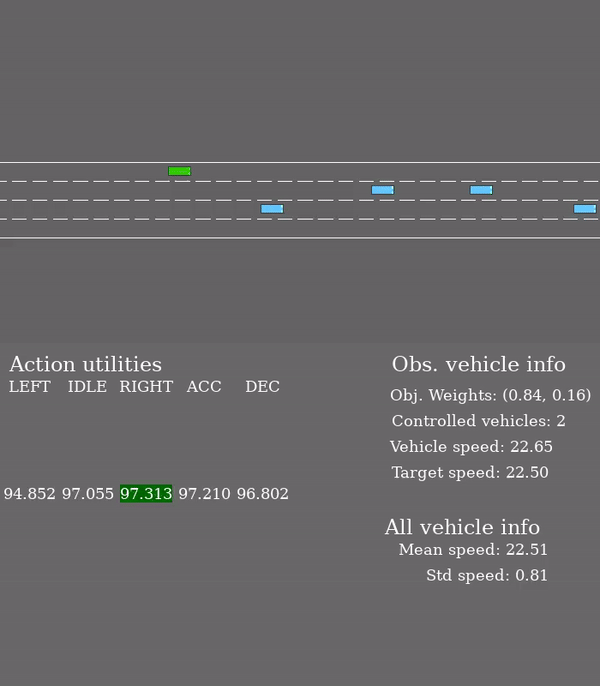 Action utilities
LEFT IDLE RIGHT ACC DEC
94.852 97.055 97.313 97.210 96.802
Obs. vehicle info
Obj. Weights: (0.84, 0.16)
Controlled vehicles: 2
Vehicle speed: 22.65
Target speed: 22.50
All vehicle info
Mean speed: 22.51
Std speed: 0.81